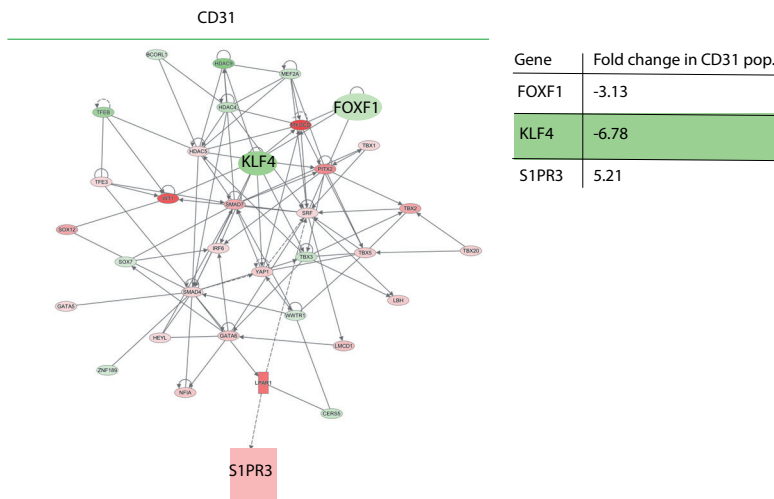 CD31
BCORL1
HDAC9
MEF2A
HDAC4
FOXF1
TFEB
HDAC5
TBX1
KLF4
PITX2
TFE3
SMAD7
TBX2
SRF
SOX12
IRF6
TBX3
TBX5
TBX20
SOX7
YAP1
SMAD4
GATA5
WWTR1
LBH
HEYL
GATA6
LMCD1
ZNF189
NFIA
LPAR1
CERS5
S1PR3
Gene Fold change in CD31 pop.
FOXF1 -3.13
KLF4 -6.78
S1PR3 5.21